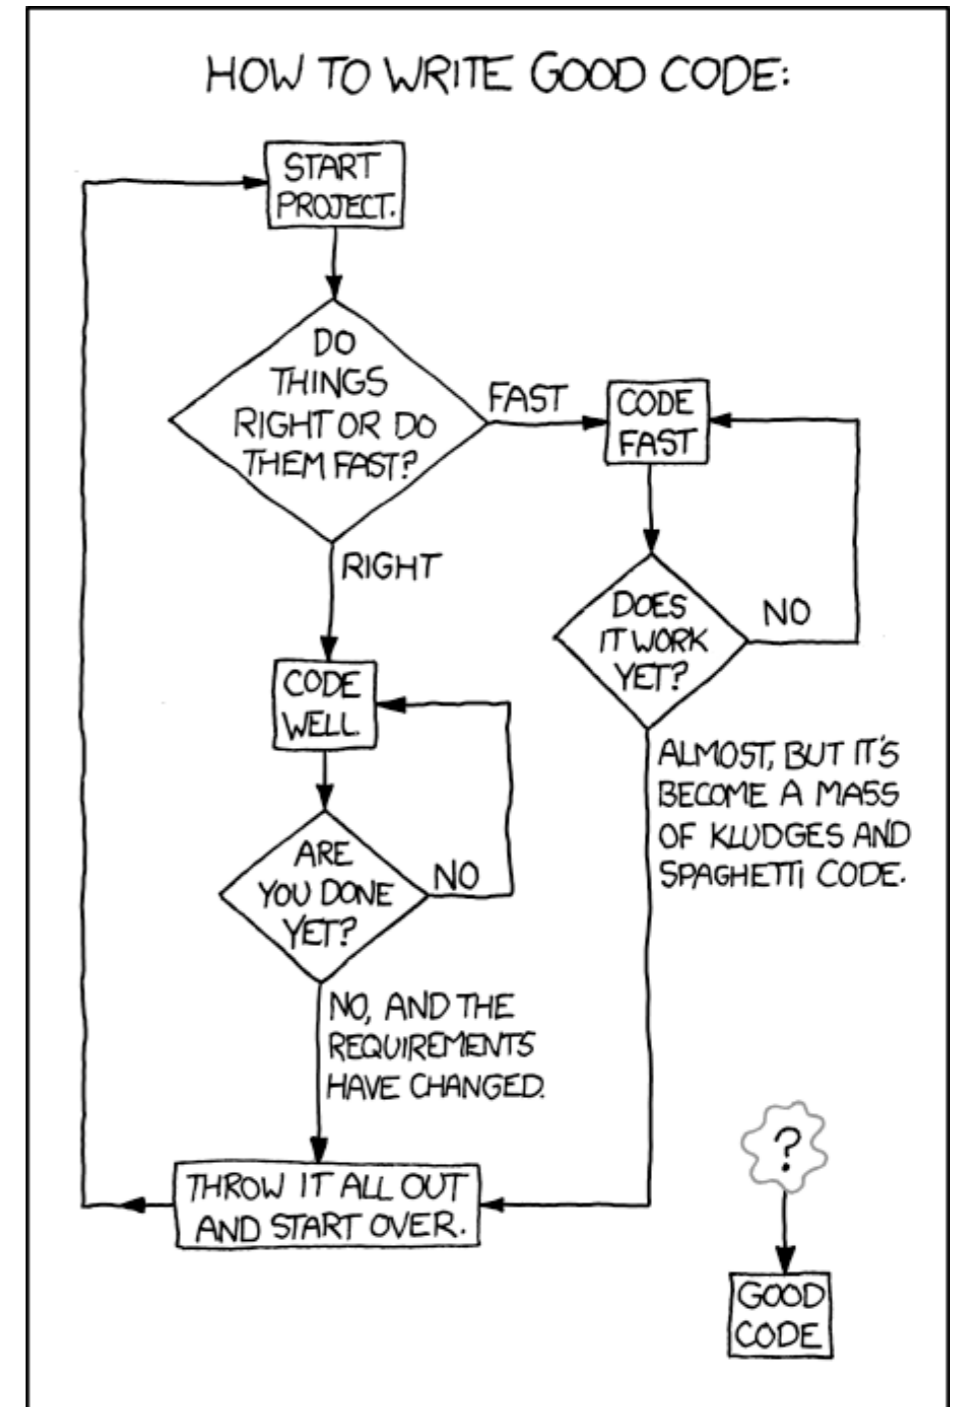 HOW TO WRITE GOOD CODE:
START
PROJECT.
DO
THINGS
RIGHT OR DO
THEM FAST?
FAST
CODE
FAST
RIGHT
DOES
IT WORK
YET?
NO
CODE
WELL.
ALMOST, BUT IT'S
BECOME A MASS
OF KLUDGES AND
SPAGHETTI CODE.
ARE
YOU DONE
YET?
NO
NO, AND THE
REQUIREMENTS
HAVE CHANGED.
THROW IT ALL OUT
AND START OVER.
?
GOOD
CODE